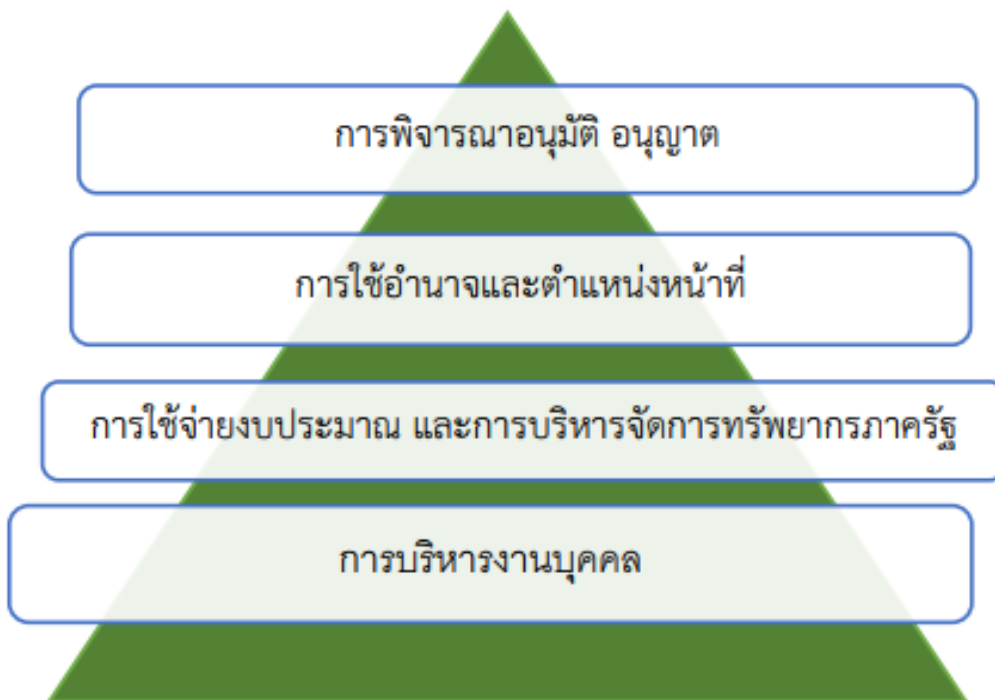 การพิจารณาอนุมัติ อนุญาต
การใช้อำนาจและตำแหน่งหน้าที่
การใช้จ่ายงบประมาณ และการบริหารจัดการทรัพยากรภาครัฐ
การบริหารงานบุคคล